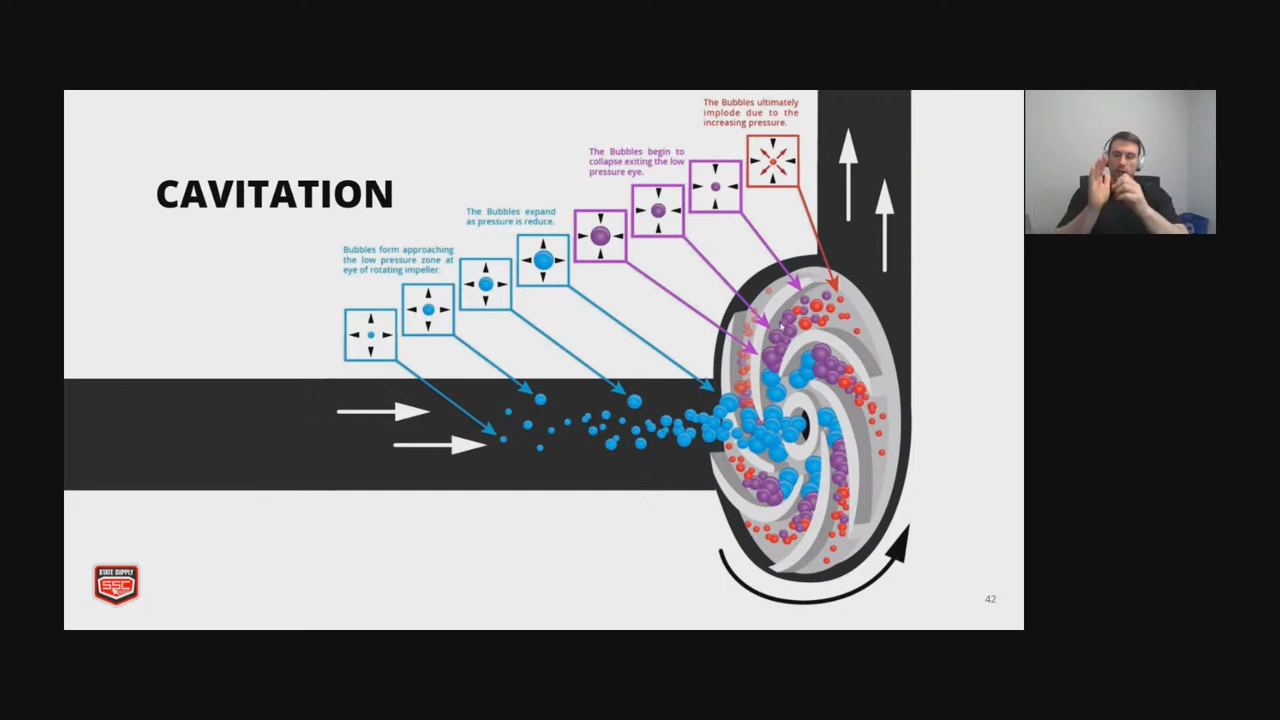 The Bubbles ultimately
implode due to the
increasing pressure.
The Bubbles begin to
collapse exiting the low
pressure eye.
CAVITATION
The Bubbles expand
as pressure is reduce.
Bubbles form approaching
the low pressure zone at
eye of rotating impeller.
STATE SUPPLY
SSC
42